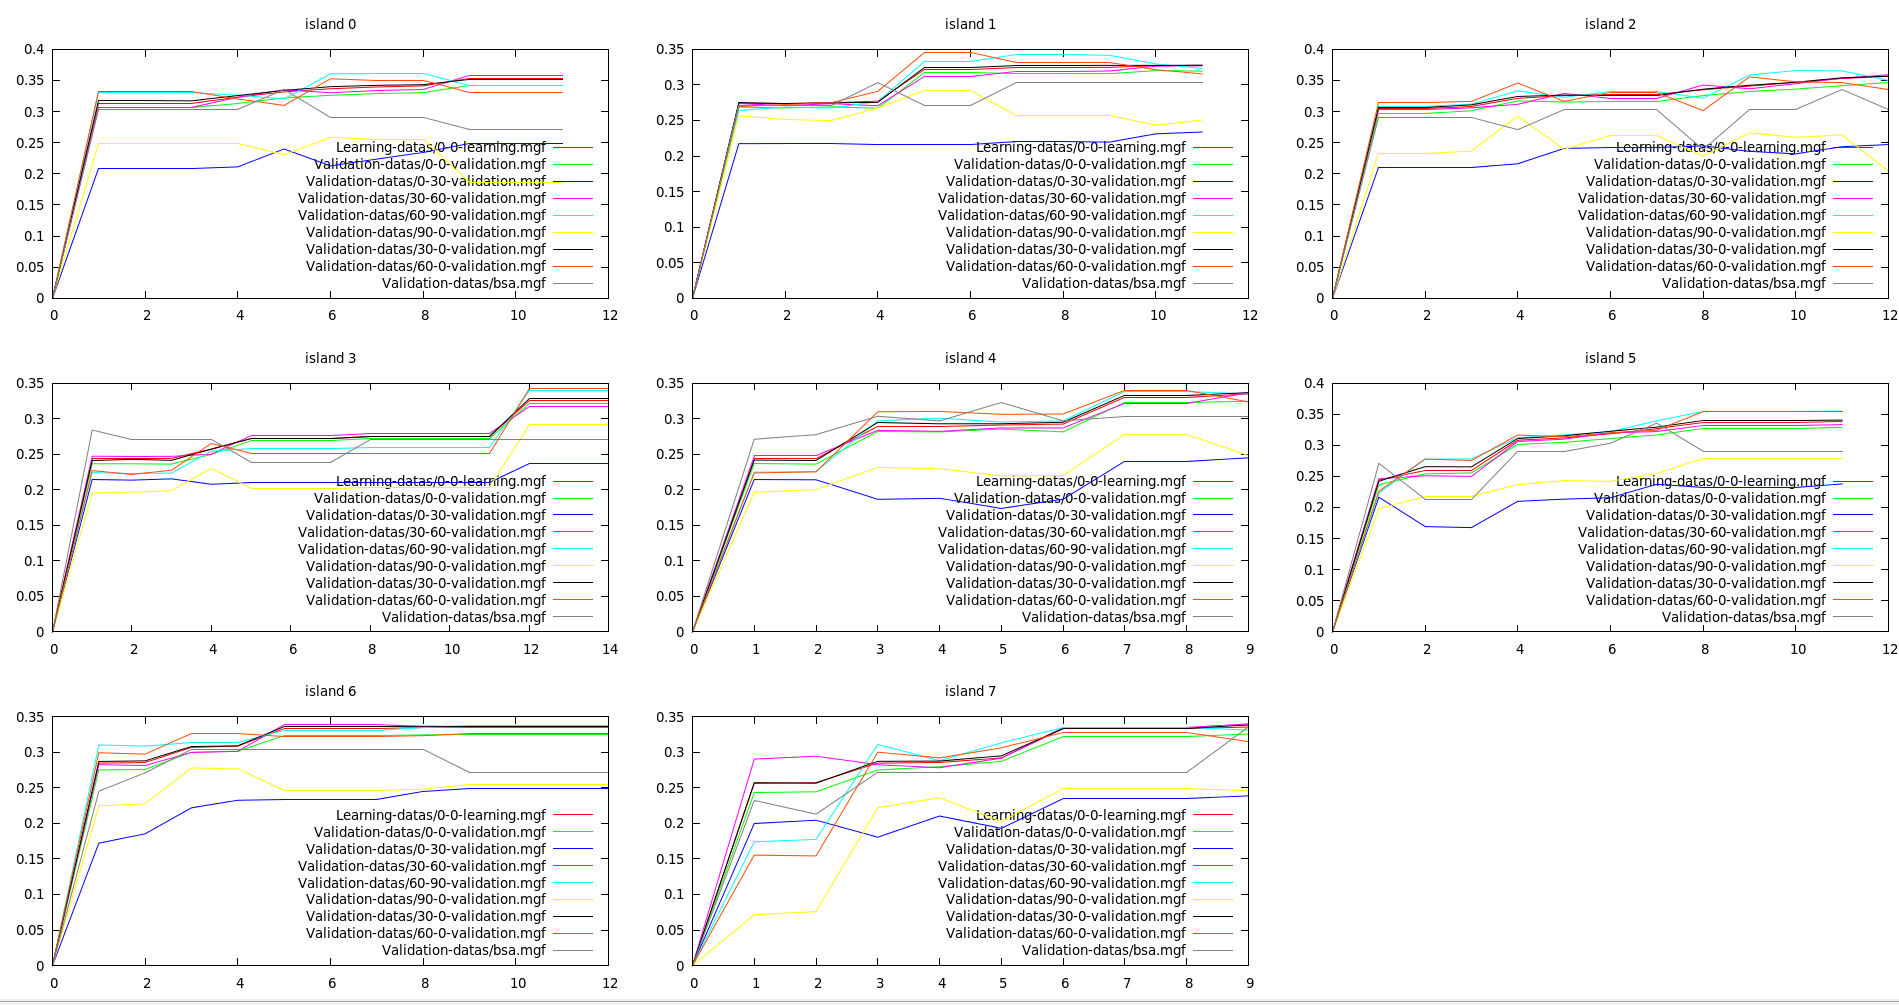 island 0
0.4
0.35
0.3
0.25
0.2
0.15
0.1
0.05
0
Learning-datas/0-0-learning.mgf
Validation-datas/0-0-validation.mgf
Validation-datas/0-30-validation.mgf
Validation-datas/30-60-validation.mgf
Validation-datas/60-90-validation.mgf
Validation-datas/90-0-validation.mgf
Validation-datas/30-0-validation.mgf
Validation-datas/60-0-validation.mgf
Validation-datas/bsa.mgf
0 2 4 6 8 10 12
island 1
0.35
0.3
0.25
0.2
0.15
0.1
0.05
0
Learning-datas/0-0-learning.mgf
Validation-datas/0-0-validation.mgf
Validation-datas/0-30-validation.mgf
Validation-datas/30-60-validation.mgf
Validation-datas/60-90-validation.mgf
Validation-datas/90-0-validation.mgf
Validation-datas/30-0-validation.mgf
Validation-datas/60-0-validation.mgf
Validation-datas/bsa.mgf
0 2 4 6 8 10 12
island 2
0.4
0.35
0.3
0.25
0.2
0.15
0.1
0.05
0
Learning-datas/0-0-learning.mgf
Validation-datas/0-0-validation.mgf
Validation-datas/0-30-validation.mgf
Validation-datas/30-60-validation.mgf
Validation-datas/60-90-validation.mgf
Validation-datas/90-0-validation.mgf
Validation-datas/30-0-validation.mgf
Validation-datas/60-0-validation.mgf
Validation-datas/bsa.mgf
0 2 4 6 8 10 12
island 3
0.35
0.3
0.25
0.2
0.15
0.1
0.05
0
Learning-datas/0-0-learning.mgf
Validation-datas/0-0-validation.mgf
Validation-datas/0-30-validation.mgf
Validation-datas/30-60-validation.mgf
Validation-datas/60-90-validation.mgf
Validation-datas/90-0-validation.mgf
Validation-datas/30-0-validation.mgf
Validation-datas/60-0-validation.mgf
Validation-datas/bsa.mgf
0 2 4 6 8 10 12 14
island 4
0.35
0.3
0.25
0.2
0.15
0.1
0.05
0
Learning-datas/0-0-learning.mgf
Validation-datas/0-0-validation.mgf
Validation-datas/0-30-validation.mgf
Validation-datas/30-60-validation.mgf
Validation-datas/60-90-validation.mgf
Validation-datas/90-0-validation.mgf
Validation-datas/30-0-validation.mgf
Validation-datas/60-0-validation.mgf
Validation-datas/bsa.mgf
0 1 2 3 4 5 6 7 8 9
island 5
0.4
0.35
0.3
0.25
0.2
0.15
0.1
0.05
0
Learning-datas/0-0-learning.mgf
Validation-datas/0-0-validation.mgf
Validation-datas/0-30-validation.mgf
Validation-datas/30-60-validation.mgf
Validation-datas/60-90-validation.mgf
Validation-datas/90-0-validation.mgf
Validation-datas/30-0-validation.mgf
Validation-datas/60-0-validation.mgf
Validation-datas/bsa.mgf
0 2 4 6 8 10 12
island 6
0.35
0.3
0.25
0.2
0.15
0.1
0.05
0
Learning-datas/0-0-learning.mgf
Validation-datas/0-0-validation.mgf
Validation-datas/0-30-validation.mgf
Validation-datas/30-60-validation.mgf
Validation-datas/60-90-validation.mgf
Validation-datas/90-0-validation.mgf
Validation-datas/30-0-validation.mgf
Validation-datas/60-0-validation.mgf
Validation-datas/bsa.mgf
0 2 4 6 8 10 12
island 7
0.35
0.3
0.25
0.2
0.15
0.1
0.05
0
Learning-datas/0-0-learning.mgf
Validation-datas/0-0-validation.mgf
Validation-datas/0-30-validation.mgf
Validation-datas/30-60-validation.mgf
Validation-datas/60-90-validation.mgf
Validation-datas/90-0-validation.mgf
Validation-datas/30-0-validation.mgf
Validation-datas/60-0-validation.mgf
Validation-datas/bsa.mgf
0 1 2 3 4 5 6 7 8 9